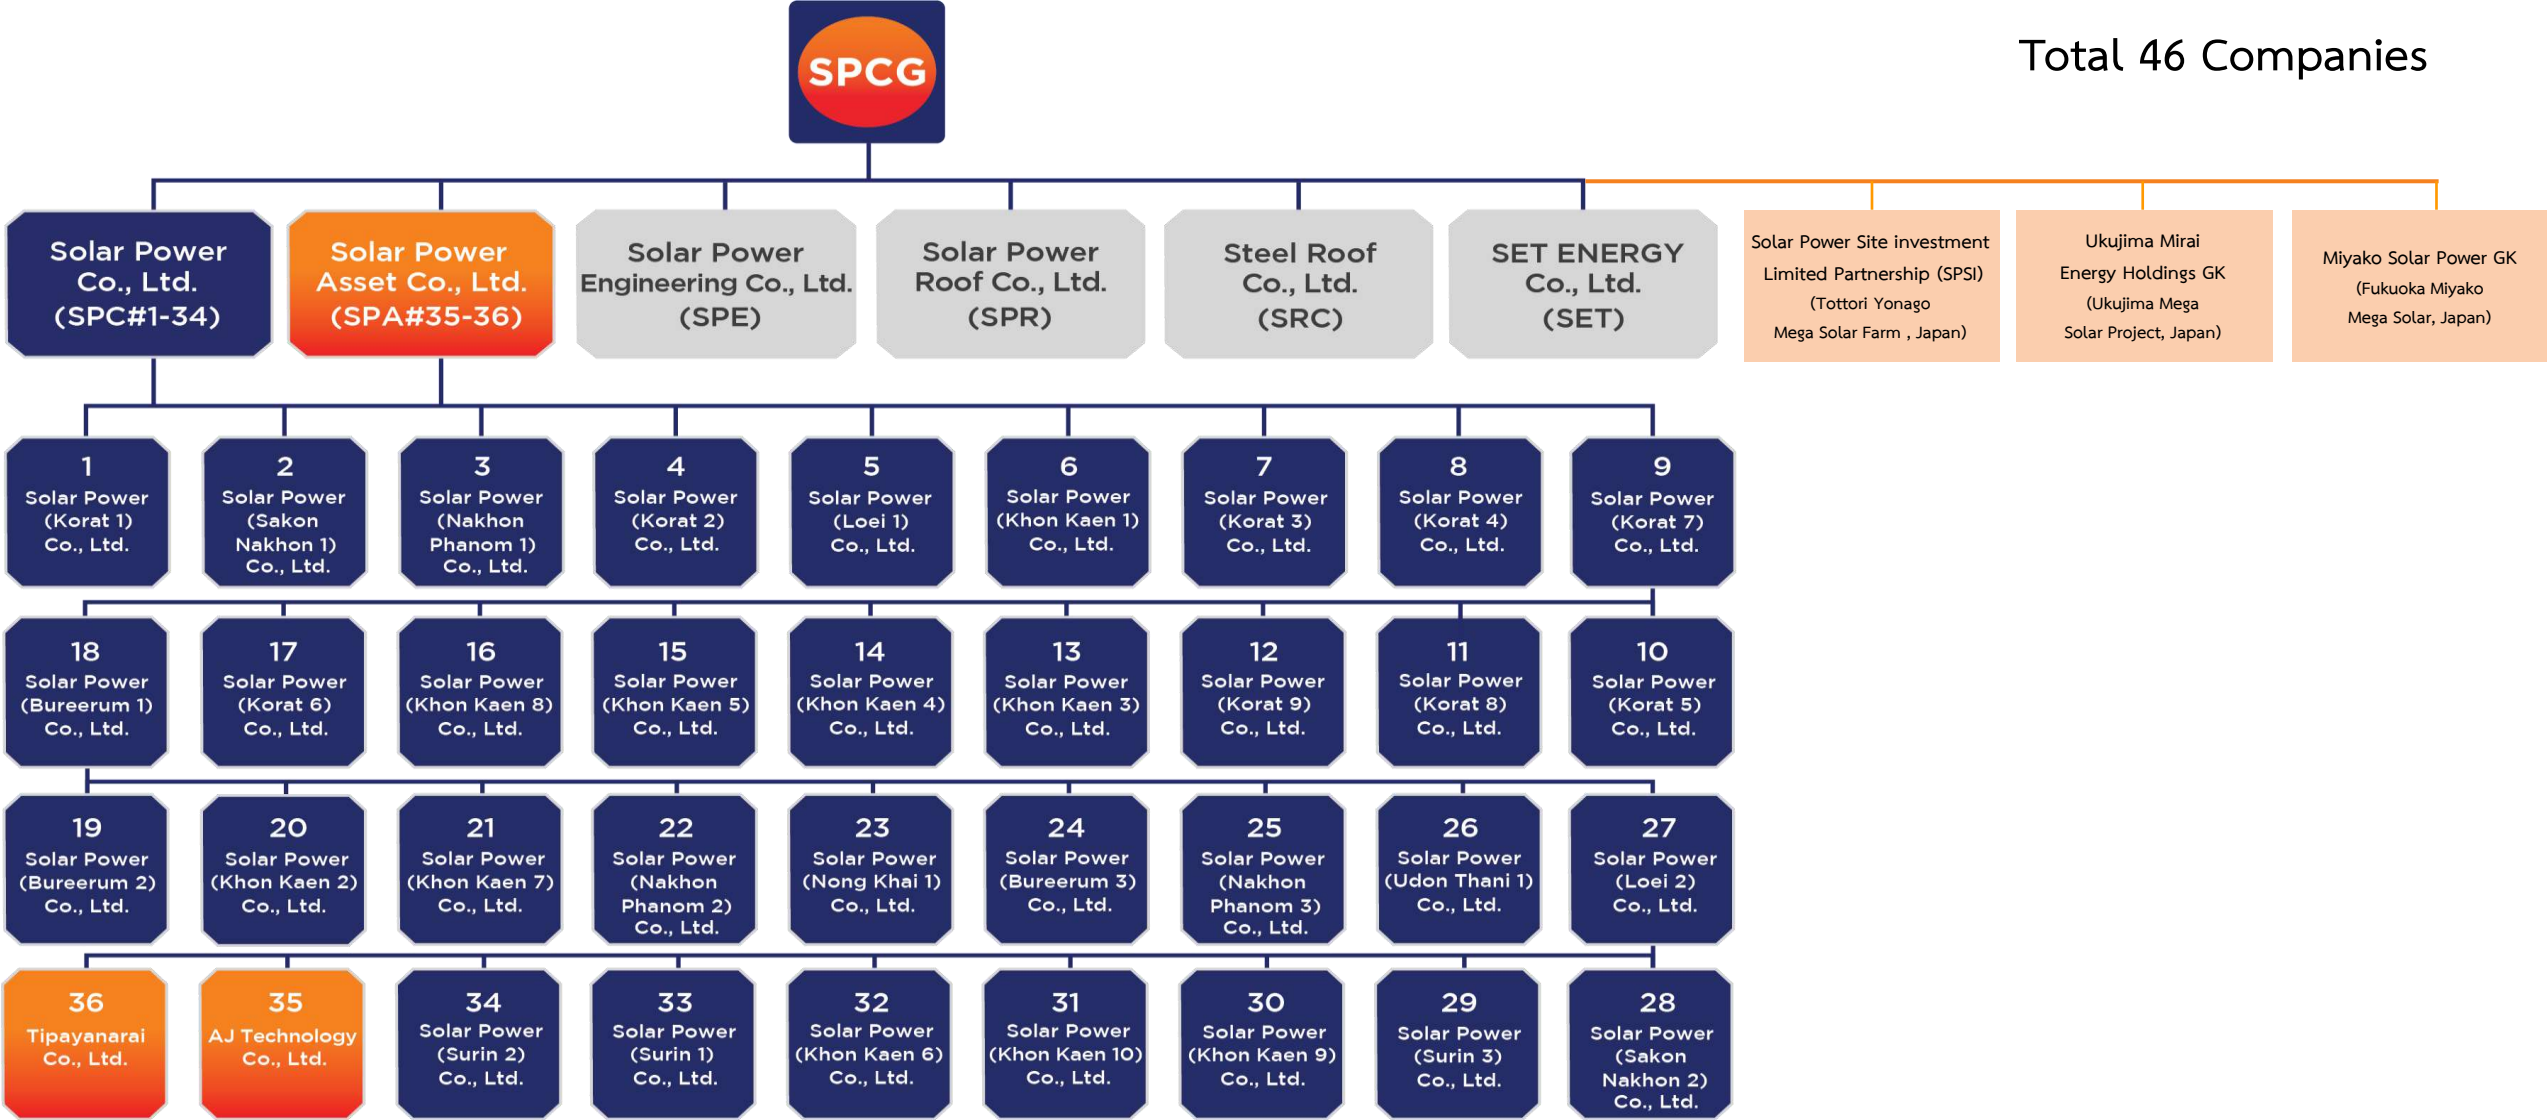 SPCG
Total 46 Companies
Solar Power
Co., Ltd.
(SPC#1-34)
Solar Power
Asset Co., Ltd.
(SPA#35-36)
Solar Power
Engineering Co., Ltd.
(SPE)
Solar Power
Roof Co., Ltd.
(SPR)
Steel Roof
Co., Ltd.
(SRC)
SET ENERGY
Co., Ltd.
(SET)
Solar Power Site investment
Limited Partnership (SPSI)
(Tottori Yonago
Mega Solar Farm , Japan)
Ukujima Mirai
Energy Holdings GK
(Ukujima Mega
Solar Project, Japan)
Miyako Solar Power GK
(Fukuoka Miyako
Mega Solar, Japan)
1
Solar Power
(Korat 1)
Co., Ltd.
2
Solar Power
(Sakon
Nakhon 1)
Co., Ltd.
3
Solar Power
(Nakhon
Phanom 1)
Co., Ltd.
4
Solar Power
(Korat 2)
Co., Ltd.
5
Solar Power
(Loei 1)
Co., Ltd.
6
Solar Power
(Khon Kaen 1)
Co., Ltd.
7
Solar Power
(Korat 3)
Co., Ltd.
8
Solar Power
(Korat 4)
Co., Ltd.
9
Solar Power
(Korat 7)
Co., Ltd.
18
Solar Power
(Bureerum 1)
Co., Ltd.
17
Solar Power
(Korat 6)
Co., Ltd.
16
Solar Power
(Khon Kaen 8)
Co., Ltd.
15
Solar Power
(Khon Kaen 5)
Co., Ltd.
14
Solar Power
(Khon Kaen 4)
Co., Ltd.
13
Solar Power
(Khon Kaen 3)
Co., Ltd.
12
Solar Power
(Korat 9)
Co., Ltd.
11
Solar Power
(Korat 8)
Co., Ltd.
10
Solar Power
(Korat 5)
Co., Ltd.
19
Solar Power
(Bureerum 2)
Co., Ltd.
20
Solar Power
(Khon Kaen 2)
Co., Ltd.
21
Solar Power
(Khon Kaen 7)
Co., Ltd.
22
Solar Power
(Nakhon
Phanom 2)
Co., Ltd.
23
Solar Power
(Nong Khai 1)
Co., Ltd.
24
Solar Power
(Bureerum 3)
Co., Ltd.
25
Solar Power
(Nakhon
Phanom 3)
Co., Ltd.
26
Solar Power
(Udon Thani 1)
Co., Ltd.
27
Solar Power
(Loei 2)
Co., Ltd.
36
Tipayanarai
Co., Ltd.
35
AJ Technology
Co., Ltd.
34
Solar Power
(Surin 2)
Co., Ltd.
33
Solar Power
(Surin 1)
Co., Ltd.
32
Solar Power
(Khon Kaen 6)
Co., Ltd.
31
Solar Power
(Khon Kaen 10)
Co., Ltd.
30
Solar Power
(Khon Kaen 9)
Co., Ltd.
29
Solar Power
(Surin 3)
Co., Ltd.
28
Solar Power
(Sakon
Nakhon 2)
Co., Ltd.